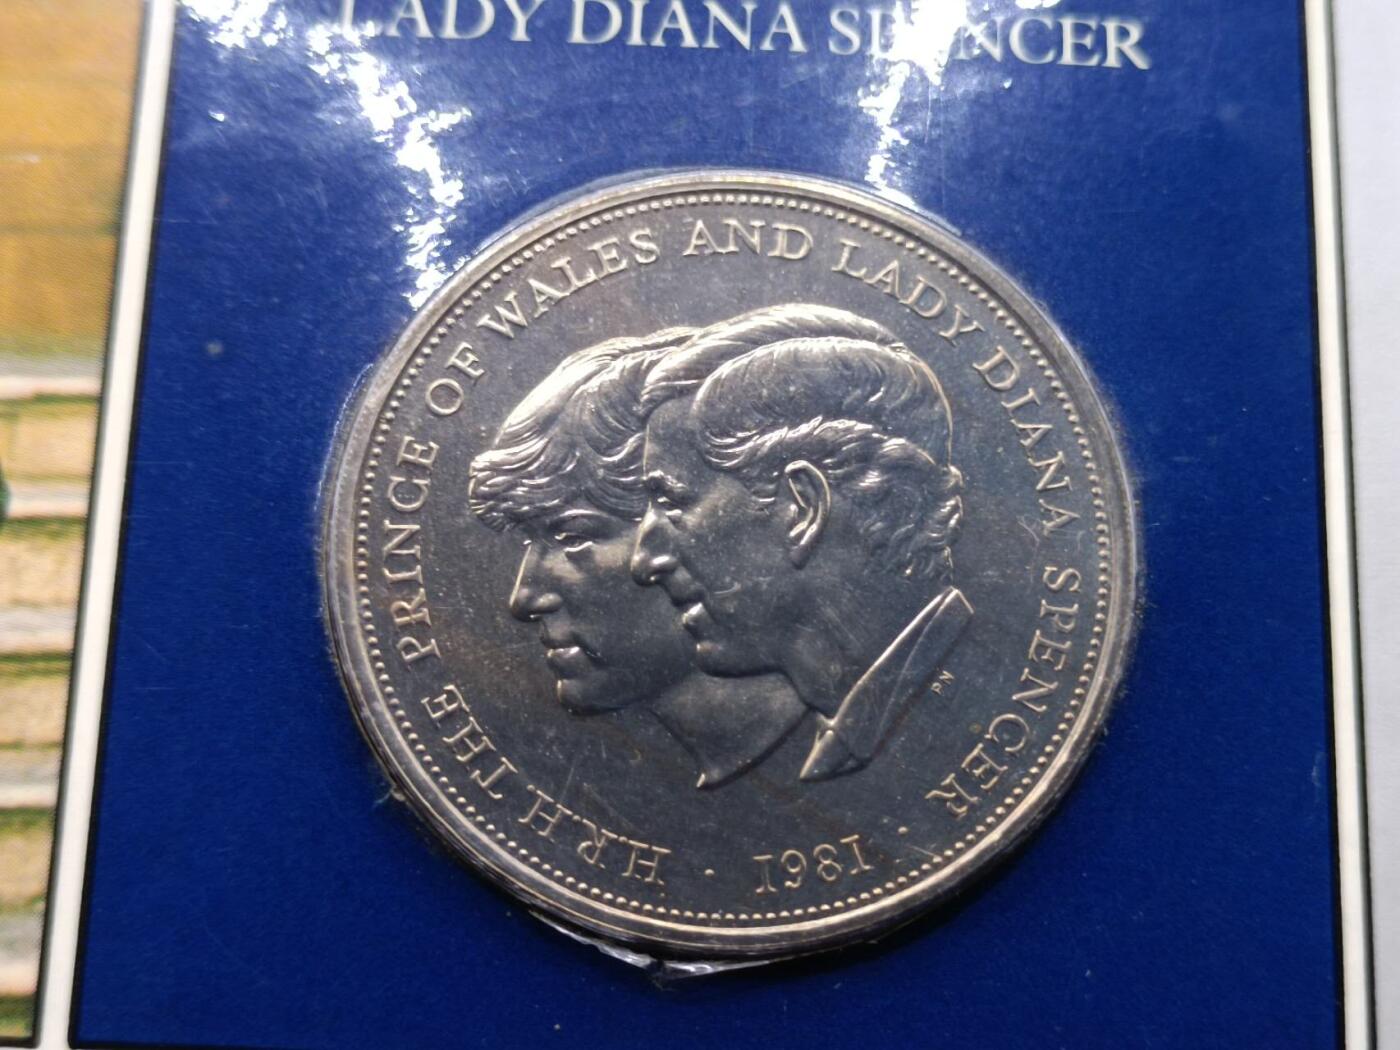 LADY DIANA SPENCER
H.R.H. THE PRINCE OF WALES AND LADY DIANA SPENCER
· 1981 ·
PN